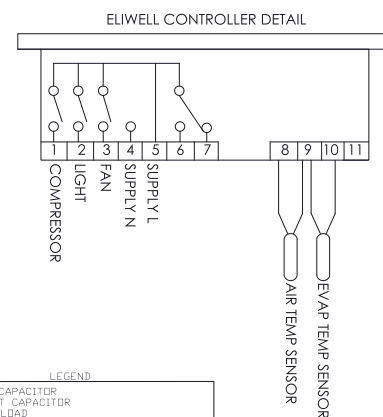 ELIWELL CONTROLLER DETAIL
1 2 3 4 5 6 7 8 9 10 11
COMPRESSOR
LIGHT
FAN
SUPPLY N
SUPPLY L
AIR TEMP SENSOR
EVAP TEMP SENSOR
LEGEND
CAPACITOR
T CAPACITOR
LOAD